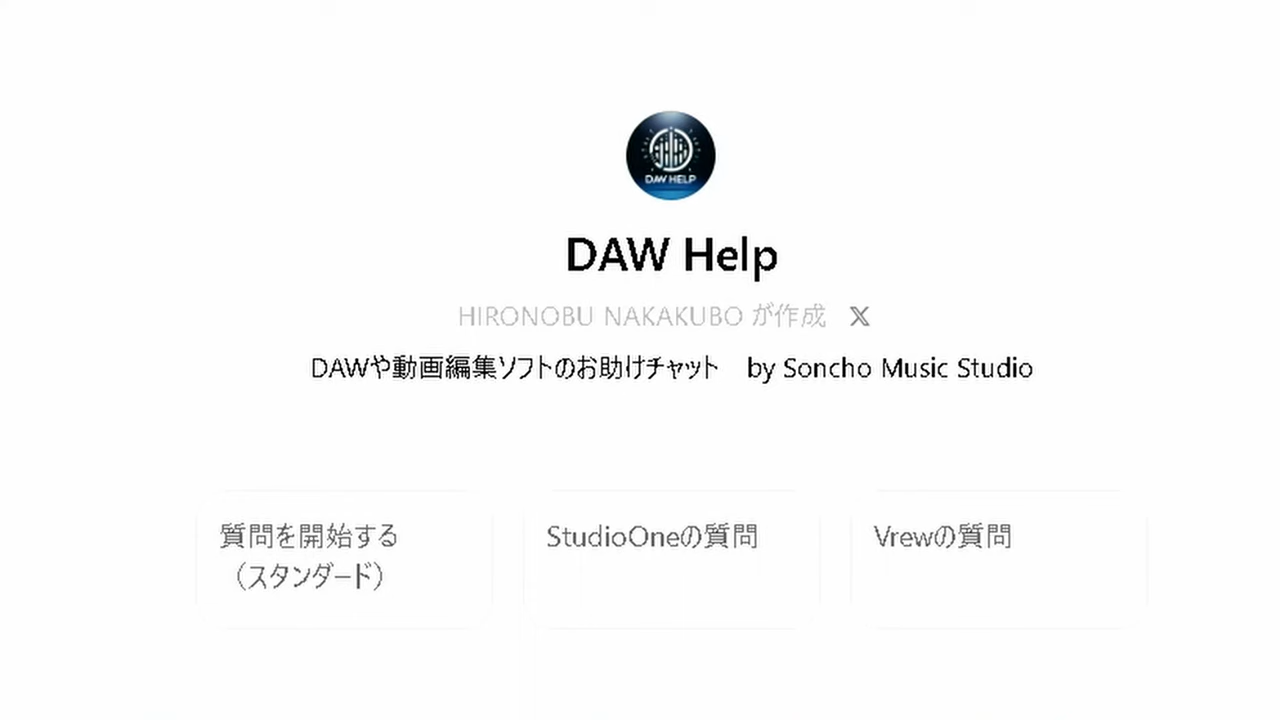 DAW HELP
DAW Help
HIRONOBU NAKAKUBO が作成 X
DAWや動画編集ソフトのお助けチャット by Soncho Music Studio
質問を開始する
（スタンダード）
StudioOneの質問
Vrewの質問